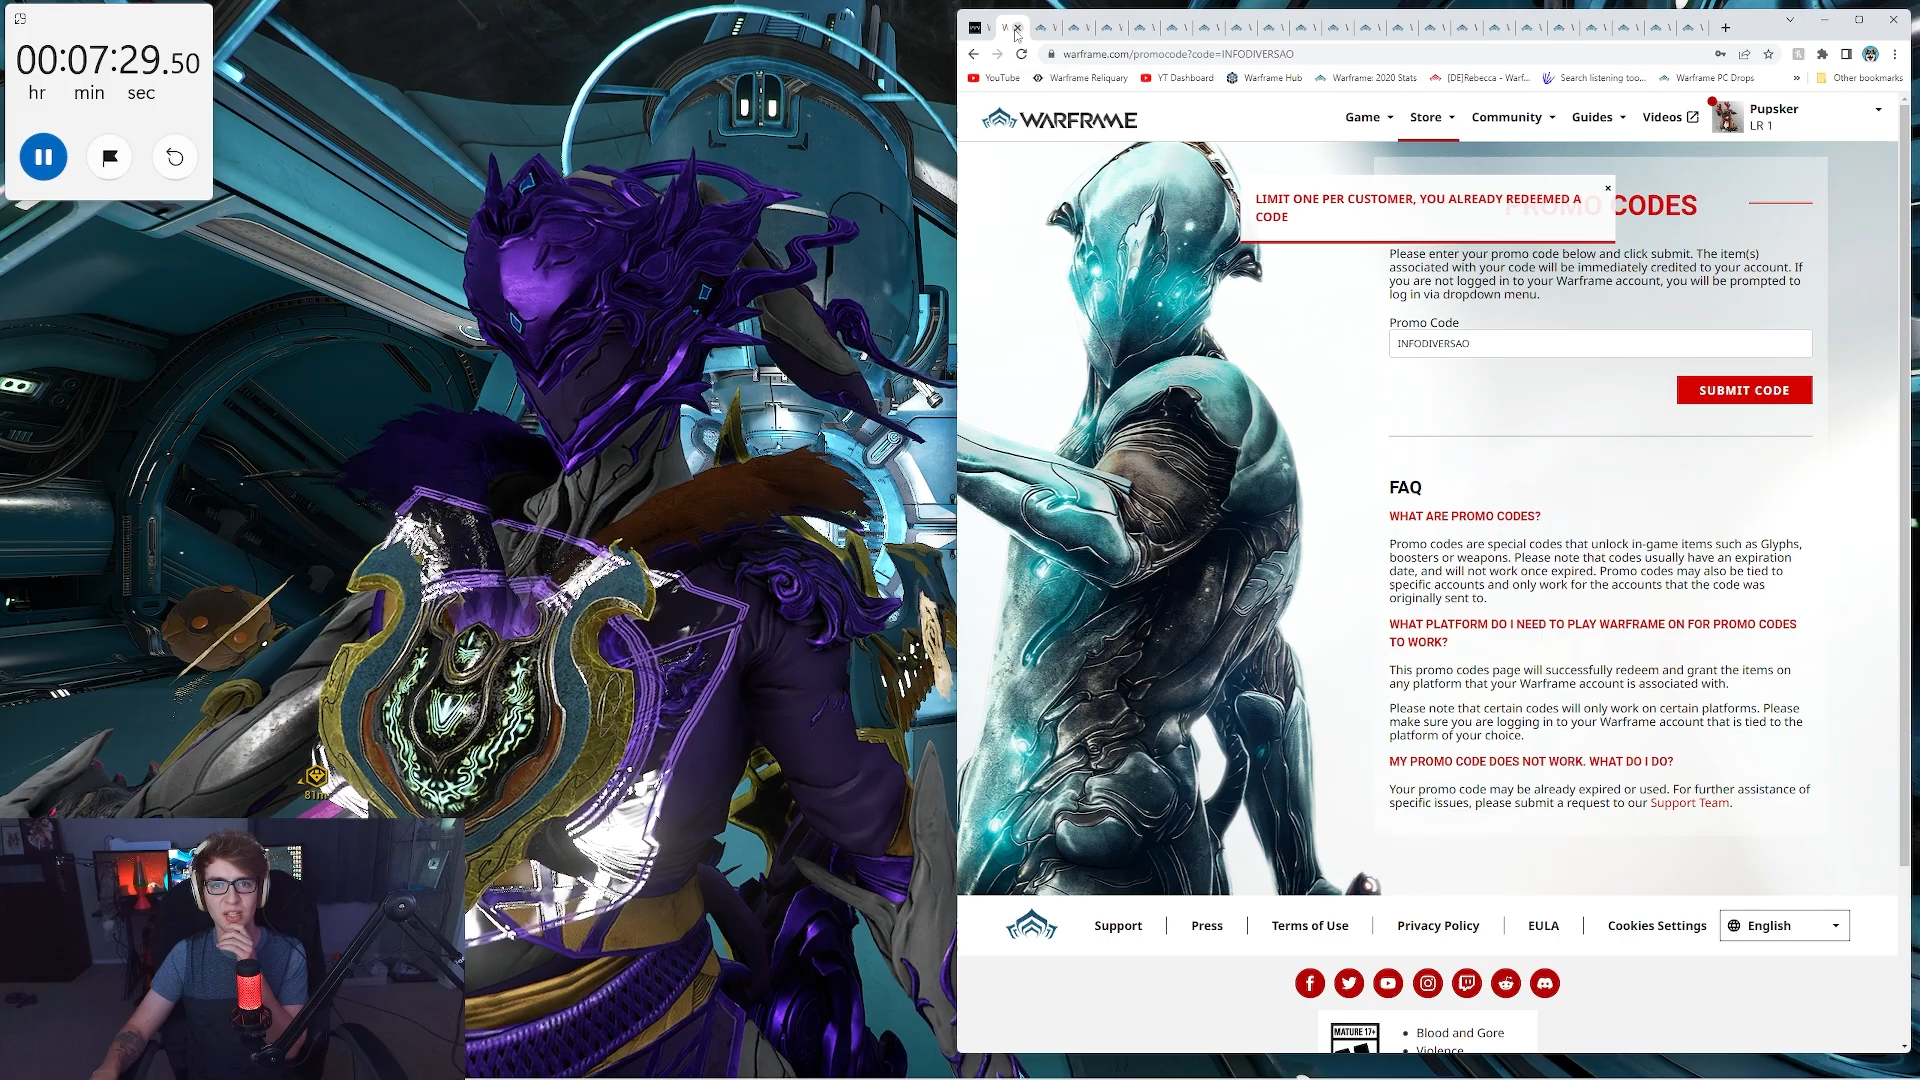 00:07:29.50
hr min sec
81m
warframe.com/promocode?code=INFODIVERSAO
YouTube Warframe Reliquary YT Dashboard Warframe Hub Warframe: 2020 Stats [DE]Rebecca - Warf... Search listening too... Warframe PC Drops » Other bookmarks
WARFRAME
Game Store Community Guides Videos
Pupsker
LR 1
LIMIT ONE PER CUSTOMER, YOU ALREADY REDEEMED A
CODE
PROMO CODES
Please enter your promo code below and click submit. The item(s)
associated with your code will be immediately credited to your account. If
you are not logged in to your Warframe account, you will be prompted to
log in via dropdown menu.
Promo Code
INFODIVERSAO
SUBMIT CODE
FAQ
WHAT ARE PROMO CODES?
Promo codes are special codes that unlock in-game items such as Glyphs,
boosters or weapons. Please note that codes usually have an expiration
date, and will not work once expired. Promo codes may also be tied to
specific accounts and only work for the accounts that the code was
originally sent to.
WHAT PLATFORM DO I NEED TO PLAY WARFRAME ON FOR PROMO CODES
TO WORK?
This promo codes page will successfully redeem and grant the items on
any platform that your Warframe account is associated with.
Please note that certain codes will only work on certain platforms. Please
make sure you are logging in to your Warframe account that is tied to the
platform of your choice.
MY PROMO CODE DOES NOT WORK. WHAT DO I DO?
Your promo code may be already expired or used. For further assistance of
specific issues, please submit a request to our Support Team.
Support Press Terms of Use Privacy Policy EULA Cookies Settings English
MATURE 17+
• Blood and Gore
• Violence